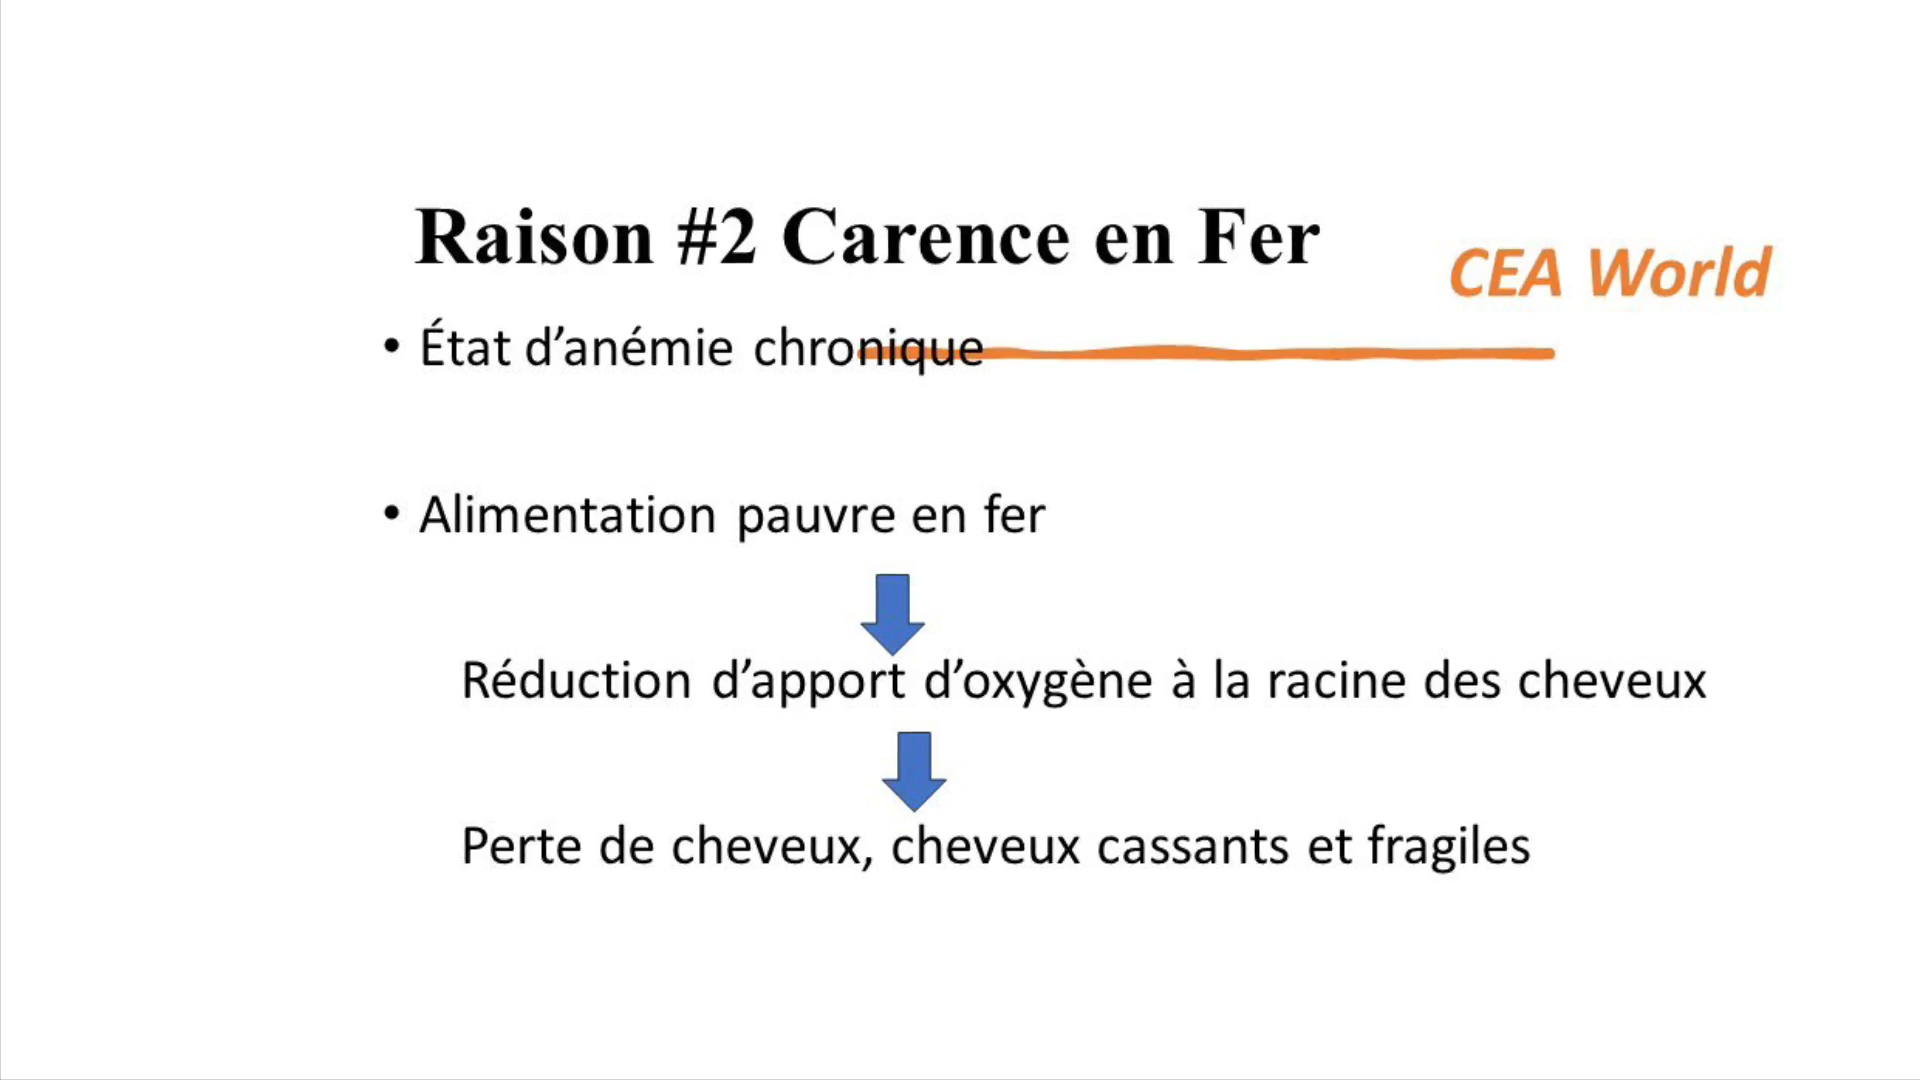 Raison #2 Carence en Fer
CEA World
• État d’anémie chronique
• Alimentation pauvre en fer
Réduction d’apport d’oxygène à la racine des cheveux
Perte de cheveux, cheveux cassants et fragiles